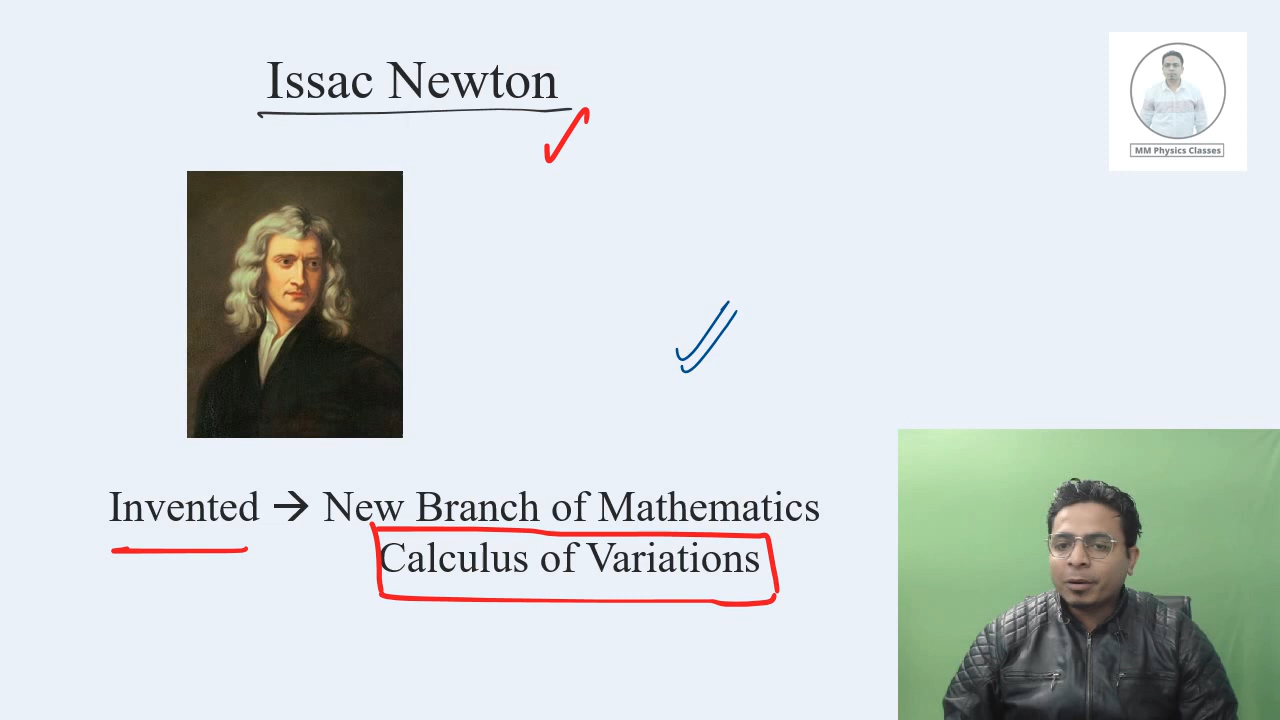 Issac Newton
MM Physics Classes
Invented → New Branch of Mathematics
Calculus of Variations